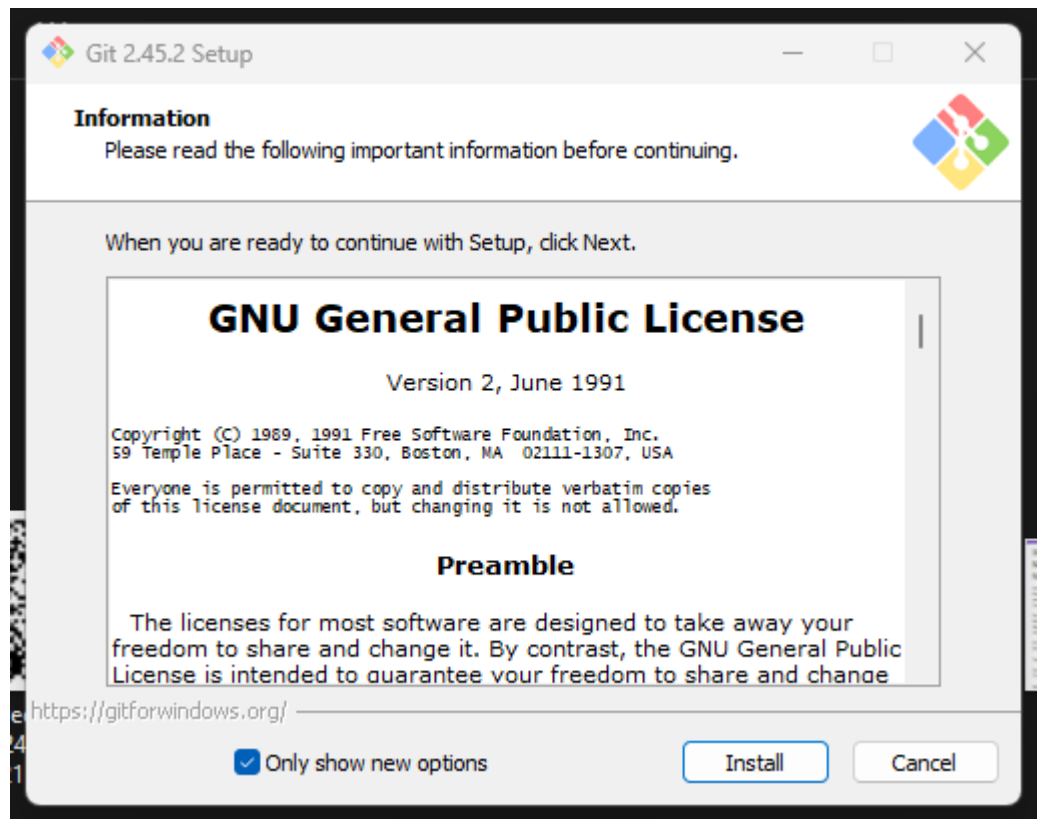 Git 2.45.2 Setup
Information
Please read the following important information before continuing.
When you are ready to continue with Setup, click Next.
GNU General Public License
Version 2, June 1991
Copyright (C) 1989, 1991 Free Software Foundation, Inc.
59 Temple Place - Suite 330, Boston, MA  02111-1307, USA
Everyone is permitted to copy and distribute verbatim copies
of this license document, but changing it is not allowed.
Preamble
The licenses for most software are designed to take away your
freedom to share and change it. By contrast, the GNU General Public
License is intended to guarantee your freedom to share and change
https://gitforwindows.org/
Only show new options
Install
Cancel